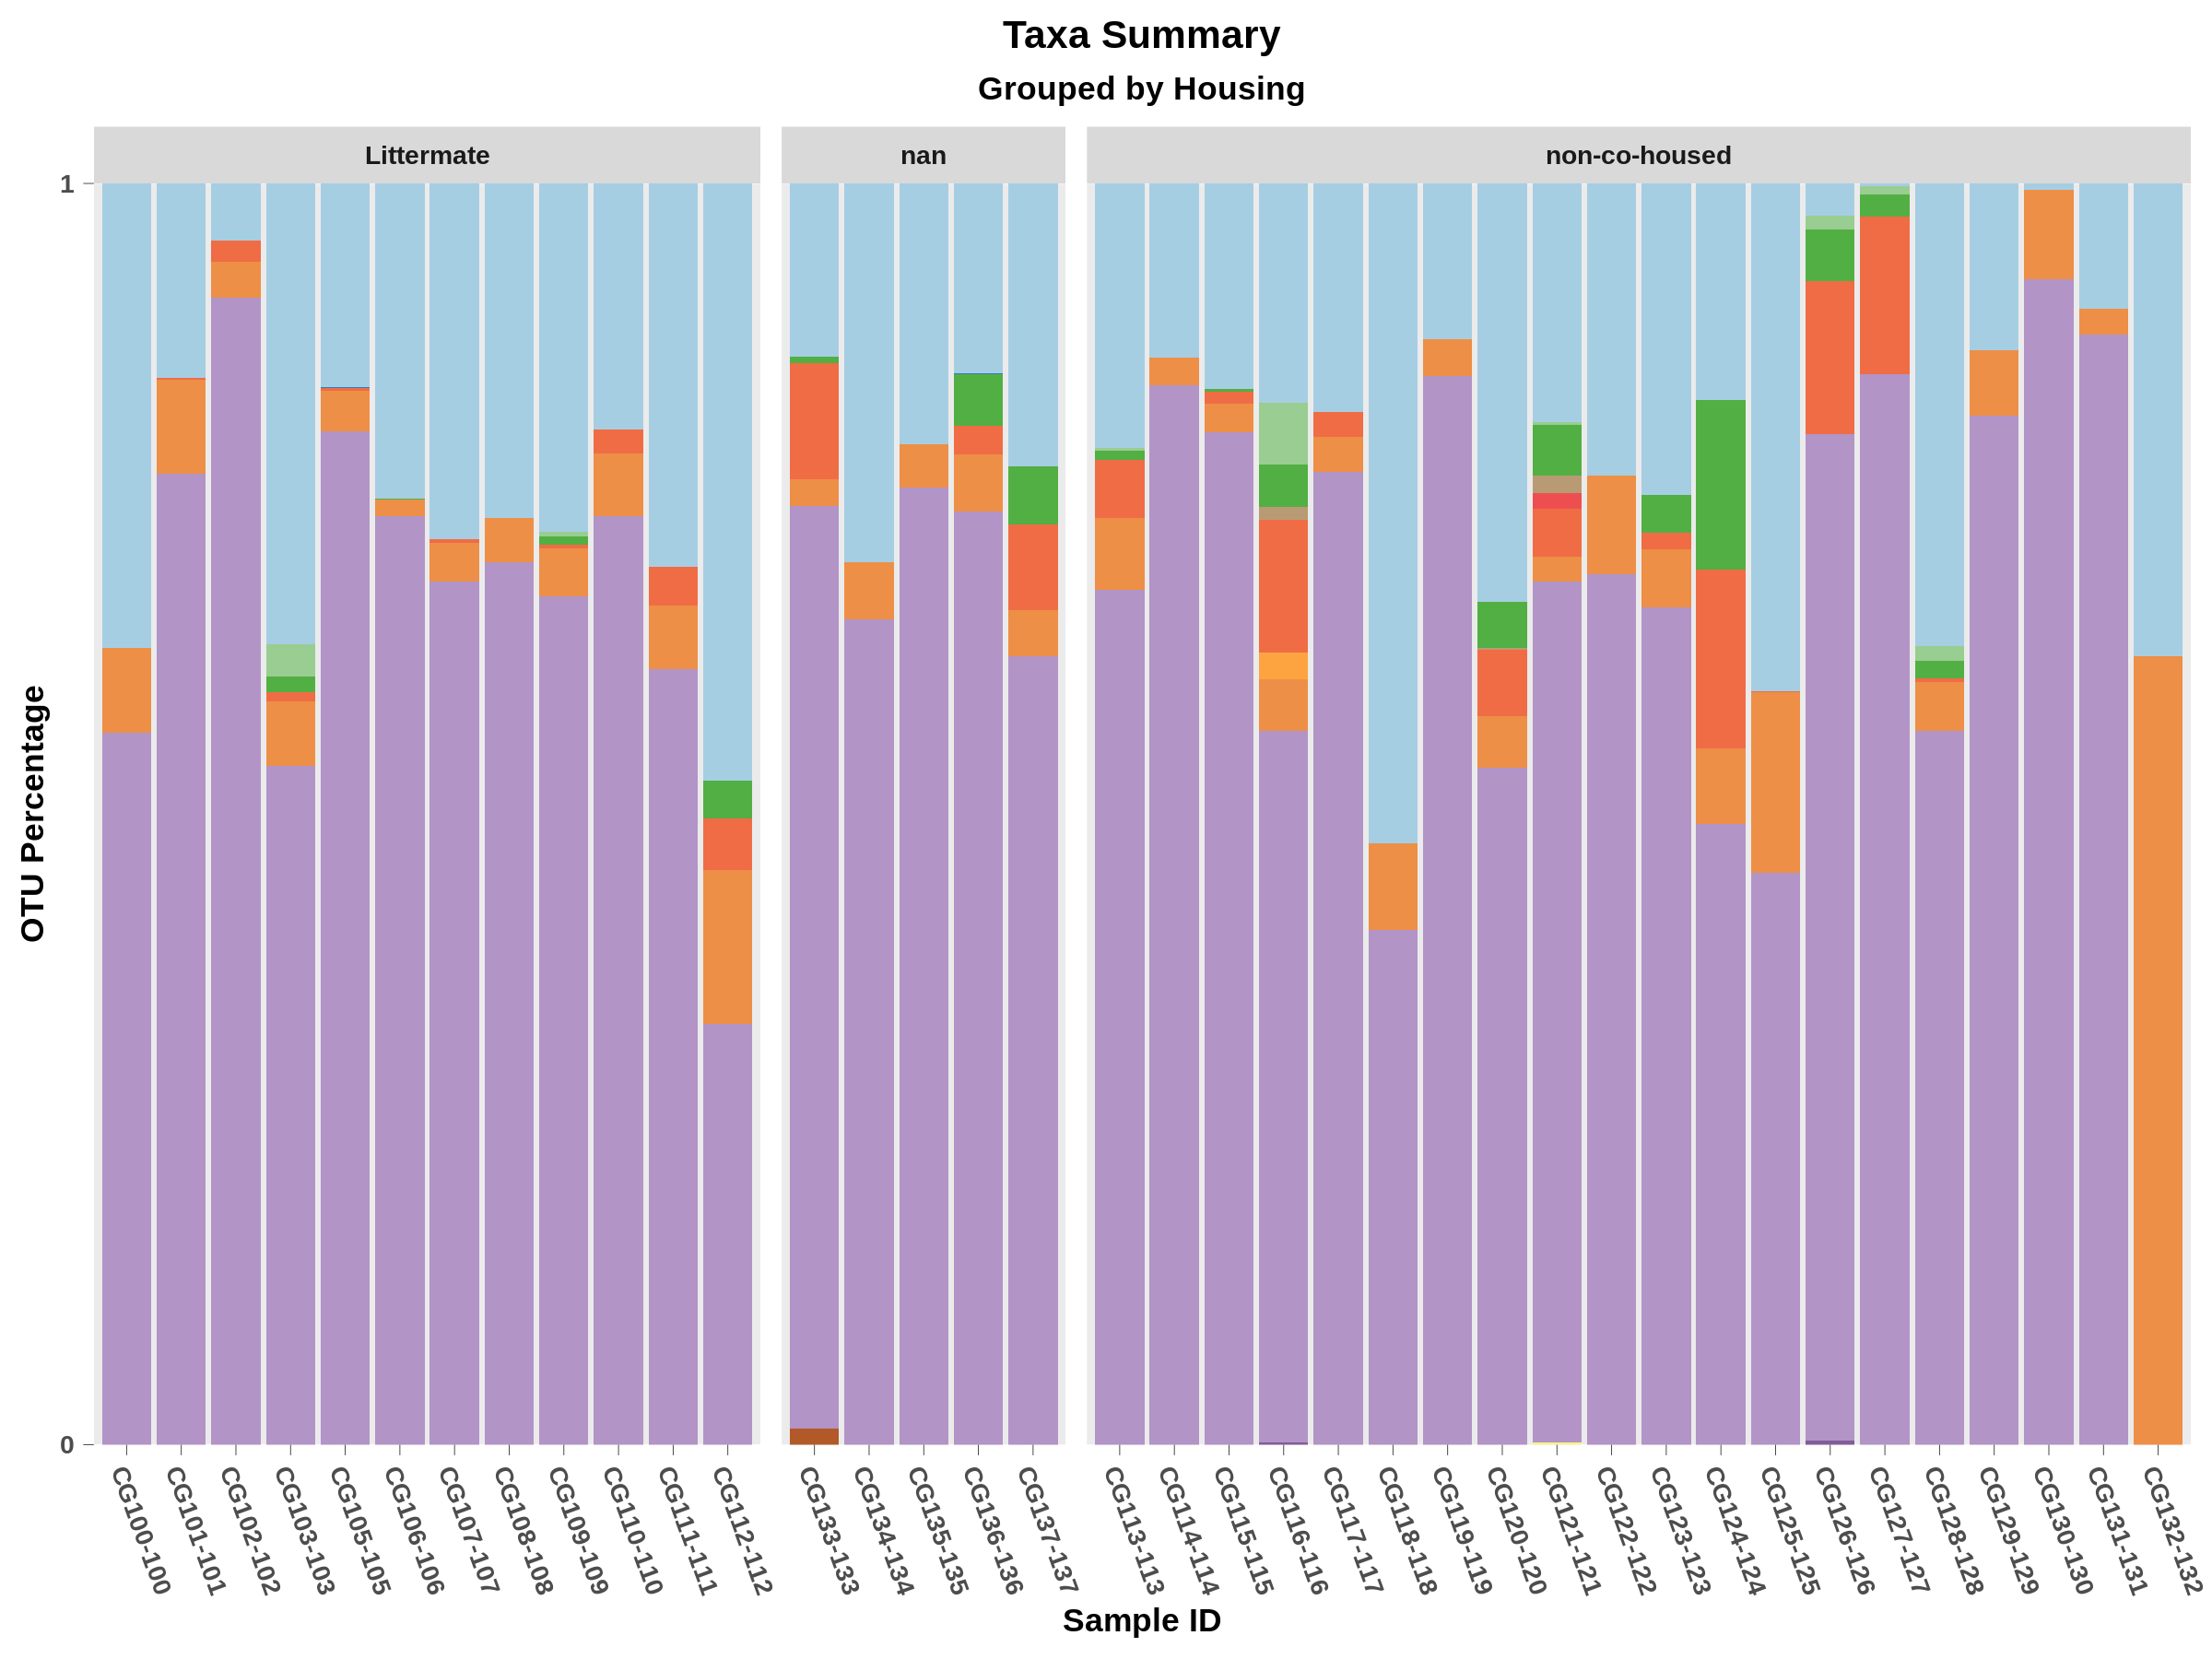 Taxa Summary
Grouped by Housing
Littermate
nan
non-co-housed
1
0
OTU Percentage
CG100-100
CG101-101
CG102-102
CG103-103
CG105-105
CG106-106
CG107-107
CG108-108
CG109-109
CG110-110
CG111-111
CG112-112
CG133-133
CG134-134
CG135-135
CG136-136
CG137-137
CG113-113
CG114-114
CG115-115
CG116-116
CG117-117
CG118-118
CG119-119
CG120-120
CG121-121
CG122-122
CG123-123
CG124-124
CG125-125
CG126-126
CG127-127
CG128-128
CG129-129
CG130-130
CG131-131
CG132-132
Sample ID